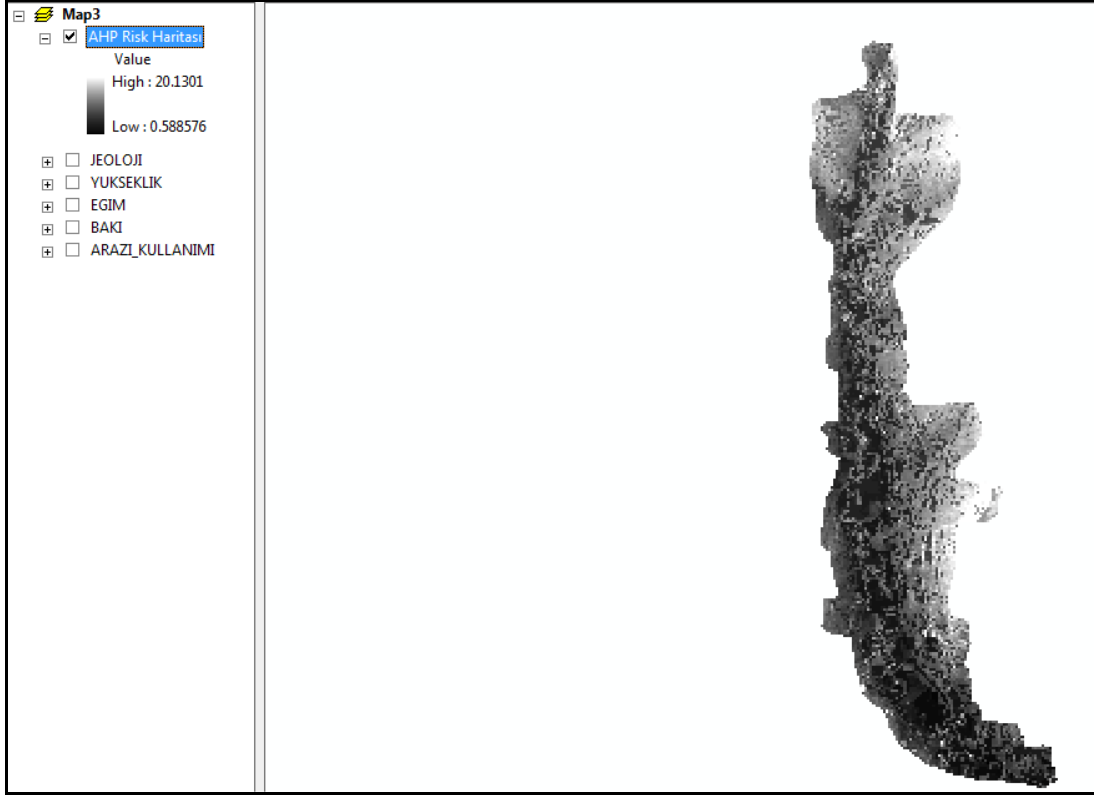 Map3
AHP Risk Haritası
Value
High : 20.1301
Low : 0.588576
JEOLOJI
YUKSEKLIK
EGIM
BAKI
ARAZI_KULLANIMI